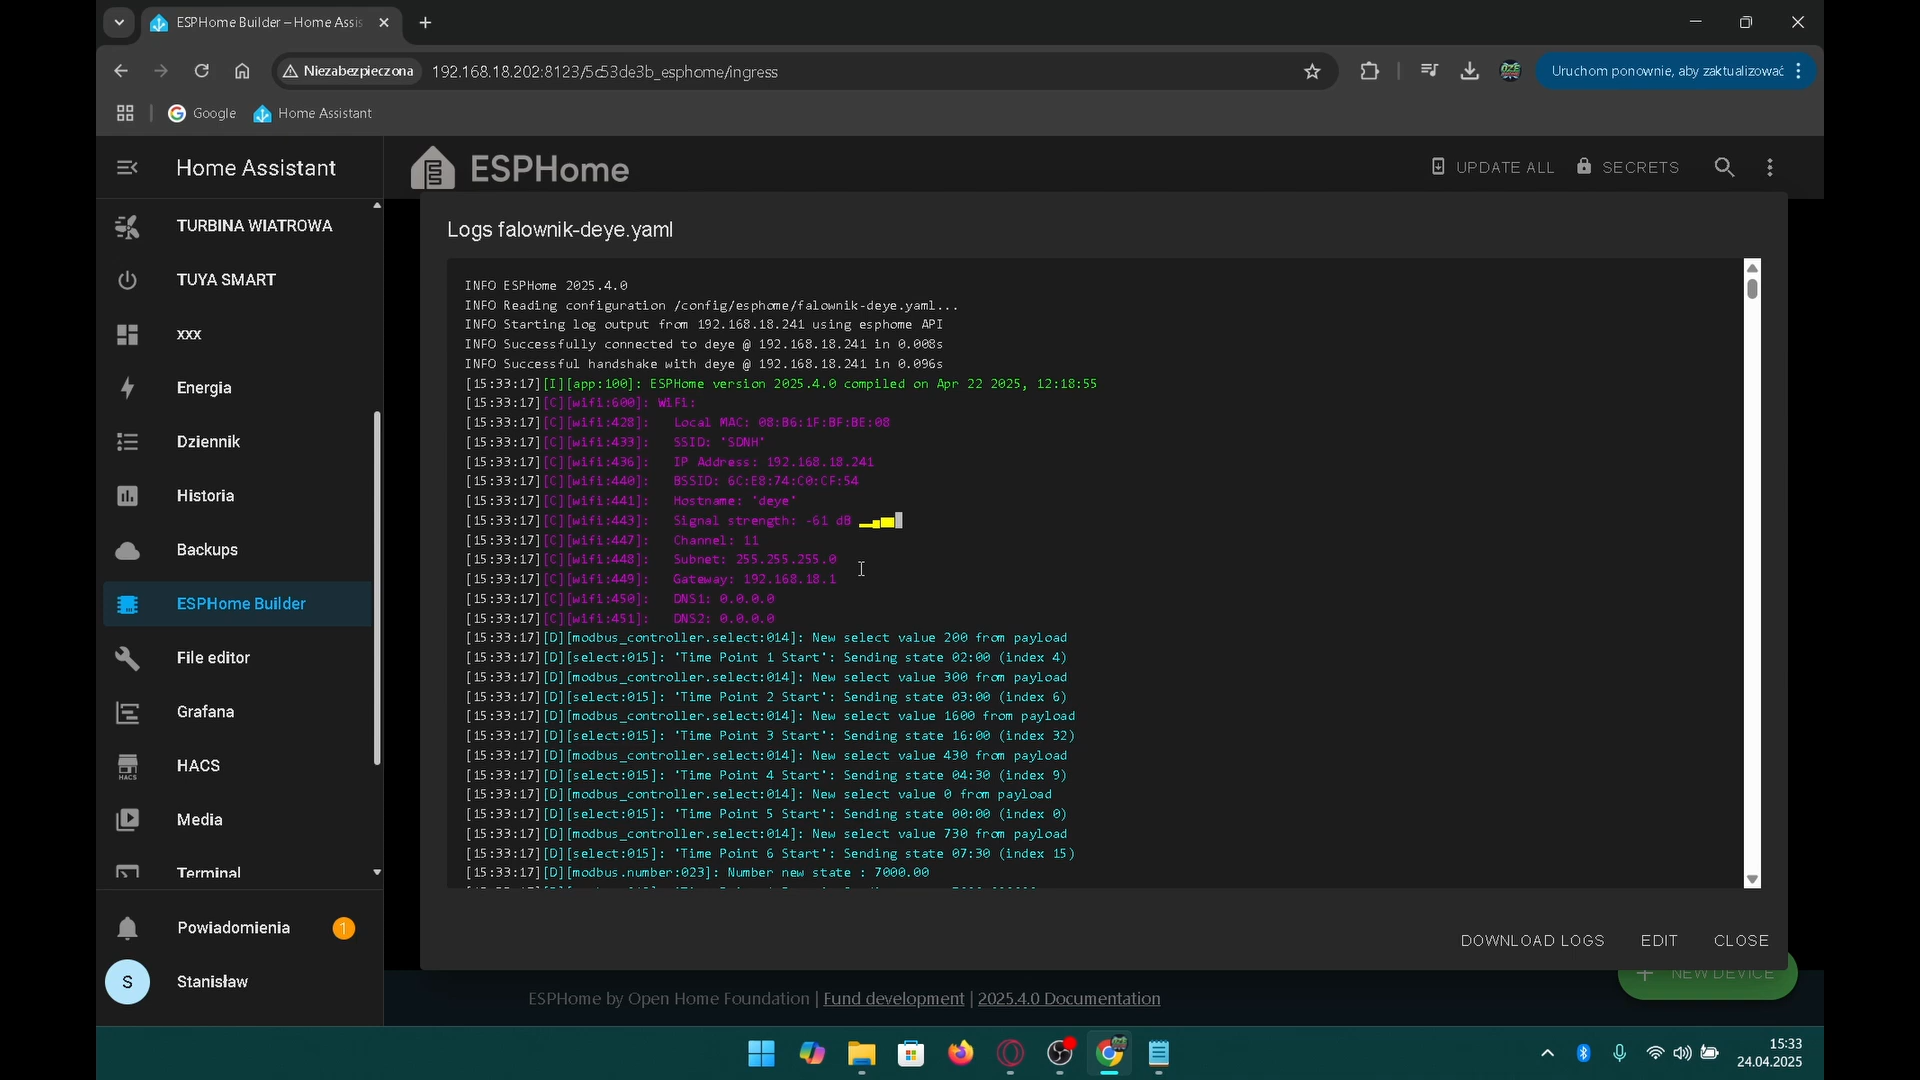 ESPHome Builder – Home Assis
Niezabezpieczona
192.168.18.202:8123/5c53de3b_esphome/ingress
Uruchom ponownie, aby zaktualizować
Google
Home Assistant
Home Assistant
ESPHome
UPDATE ALL
SECRETS
TURBINA WIATROWA
TUYA SMART
xxx
Energia
Dziennik
Historia
Backups
ESPHome Builder
File editor
Grafana
HACS
HACS
Media
Terminal
Powiadomienia
1
S
Stanisław
Logs falownik-deye.yaml
INFO ESPHome 2025.4.0
INFO Reading configuration /config/esphome/falownik-deye.yaml...
INFO Starting log output from 192.168.18.241 using esphome API
INFO Successfully connected to deye @ 192.168.18.241 in 0.008s
INFO Successful handshake with deye @ 192.168.18.241 in 0.096s
[15:33:17][I][app:100]: ESPHome version 2025.4.0 compiled on Apr 22 2025, 12:18:55
[15:33:17][C][wifi:600]: WiFi:
[15:33:17][C][wifi:428]:   Local MAC: 08:B6:1F:BF:BE:08
[15:33:17][C][wifi:433]:   SSID: 'SDNH'
[15:33:17][C][wifi:436]:   IP Address: 192.168.18.241
[15:33:17][C][wifi:440]:   BSSID: 6C:E8:74:C0:CF:54
[15:33:17][C][wifi:441]:   Hostname: 'deye'
[15:33:17][C][wifi:443]:   Signal strength: -61 dB
[15:33:17][C][wifi:447]:   Channel: 11
[15:33:17][C][wifi:448]:   Subnet: 255.255.255.0
[15:33:17][C][wifi:449]:   Gateway: 192.168.18.1
[15:33:17][C][wifi:450]:   DNS1: 0.0.0.0
[15:33:17][C][wifi:451]:   DNS2: 0.0.0.0
[15:33:17][D][modbus_controller.select:014]: New select value 200 from payload
[15:33:17][D][select:015]: 'Time Point 1 Start': Sending state 02:00 (index 4)
[15:33:17][D][modbus_controller.select:014]: New select value 300 from payload
[15:33:17][D][select:015]: 'Time Point 2 Start': Sending state 03:00 (index 6)
[15:33:17][D][modbus_controller.select:014]: New select value 1600 from payload
[15:33:17][D][select:015]: 'Time Point 3 Start': Sending state 16:00 (index 32)
[15:33:17][D][modbus_controller.select:014]: New select value 430 from payload
[15:33:17][D][select:015]: 'Time Point 4 Start': Sending state 04:30 (index 9)
[15:33:17][D][modbus_controller.select:014]: New select value 0 from payload
[15:33:17][D][select:015]: 'Time Point 5 Start': Sending state 00:00 (index 0)
[15:33:17][D][modbus_controller.select:014]: New select value 730 from payload
[15:33:17][D][select:015]: 'Time Point 6 Start': Sending state 07:30 (index 15)
[15:33:17][D][modbus.number:023]: Number new state : 7000.00
DOWNLOAD LOGS
EDIT
CLOSE
NEW DEVICE
ESPHome by Open Home Foundation | Fund development | 2025.4.0 Documentation
15:33
24.04.2025